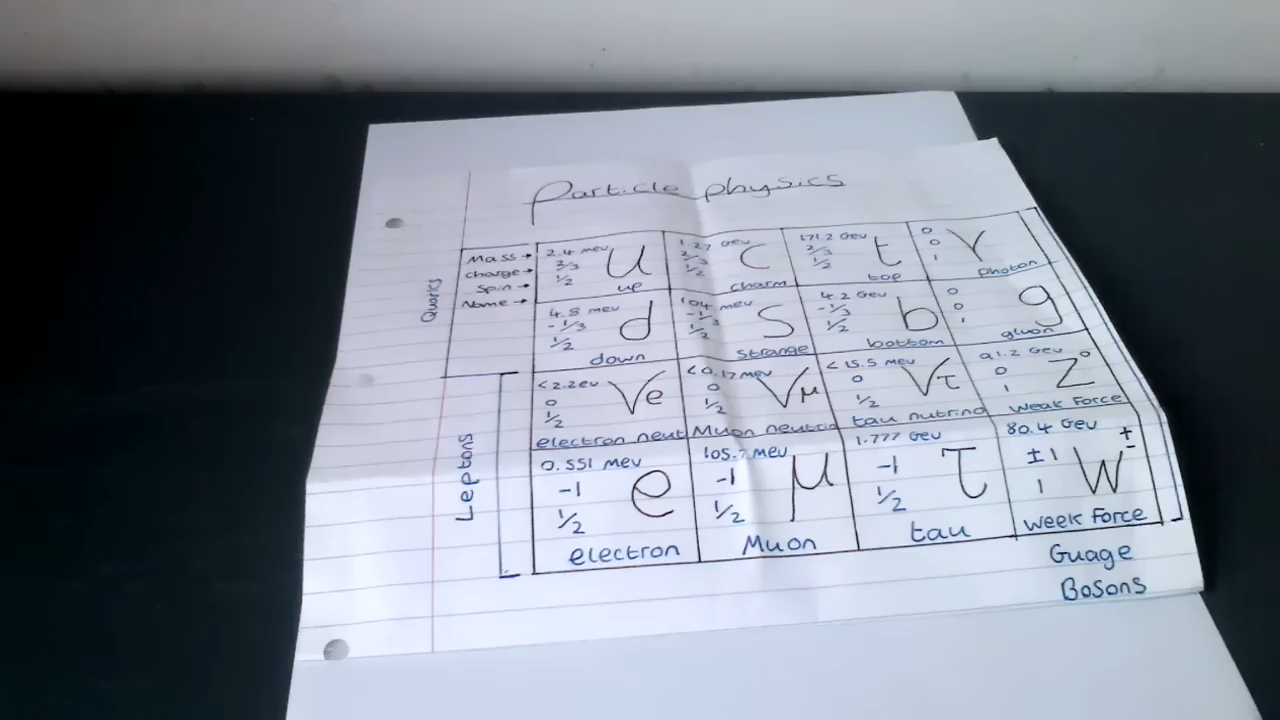 Particle physics
Quarks
Mass →
charge →
Spin →
Name →
2.4 mev
2/3
1/2
u
up
1.27 Gev
2/3
1/2
c
charm
171.2 Gev
2/3
1/2
t
top
0
0
1
γ
photon
4.8 mev
-1/3
1/2
d
down
104 mev
-1/3
1/2
s
strange
4.2 Gev
-1/3
1/2
b
bottom
0
0
1
g
gluon
Leptons
<2.2ev
0
1/2
Ve
electron neut
<0.17 mev
0
1/2
Vμ
Muon neutrin
<15.5 mev
0
1/2
Vτ
tau nutrino
91.2 Gev
0
1
Z⁰
weak Force
0.551 mev
-1
1/2
e
electron
105.7 mev
-1
1/2
μ
Muon
1.777 Gev
-1
1/2
τ
tau
80.4 Gev
±1
1
W±
week Force
Guage
Bosons